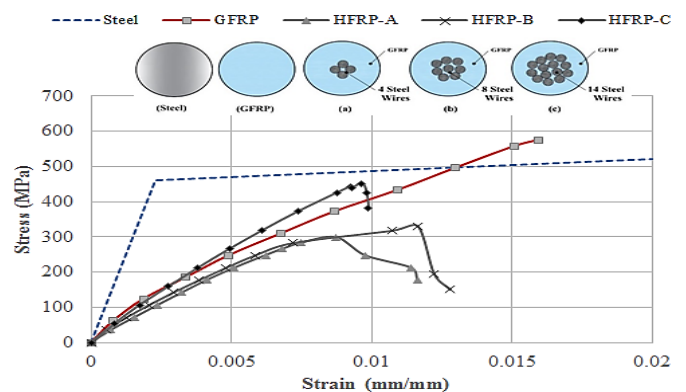 Steel GFRP HFRP-A HFRP-B HFRP-C
GFRP GFRP GFRP
4 Steel Wires 8 Steel Wires 14 Steel Wires
(Steel) (GFRP) (a) (b) (c)
700
600
500
400
300
200
100
0
Stress (MPa)
0 0.005 0.01 0.015 0.02
Strain (mm/mm)